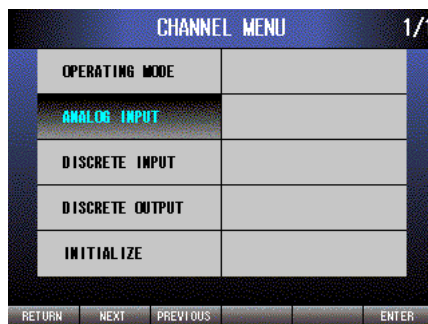 CHANNEL MENU 1/1
OPERATING MODE
ANALOG INPUT
DISCRETE INPUT
DISCRETE OUTPUT
INITIALIZE
RETURN NEXT PREVIOUS ENTER